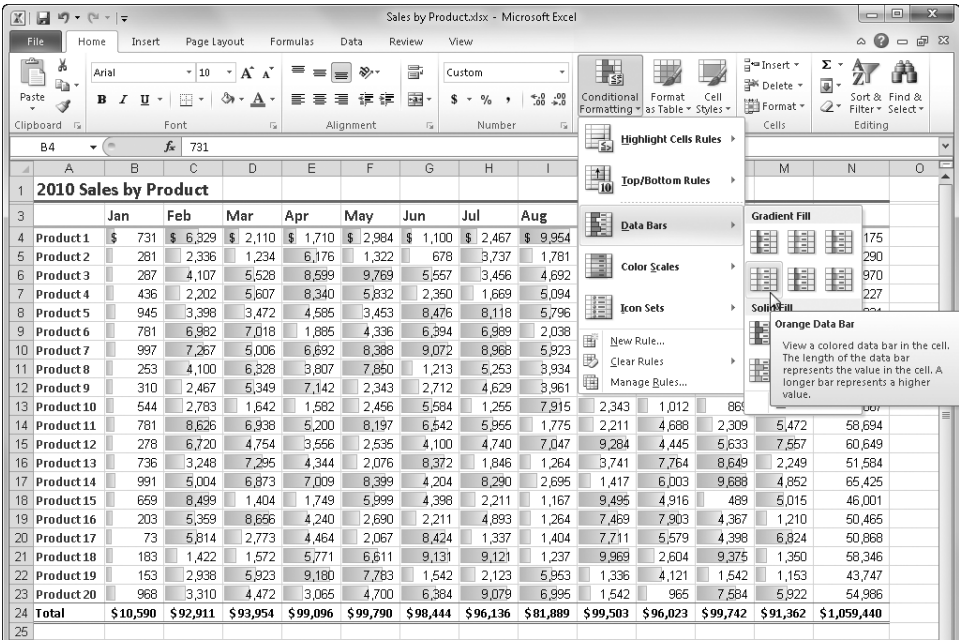 Sales by Product.xlsx - Microsoft Excel
File Home Insert Page Layout Formulas Data Review View
Arial 10 Custom
Paste
B I U $ % ,
Conditional Formatting Format as Table Cell Styles
Insert Delete Format
Sort & Filter Find & Select
Clipboard Font Alignment Number Cells Editing
B4 fx 731
A B C D E F G H I M N O
1 2010 Sales by Product
3 Jan Feb Mar Apr May Jun Jul Aug
4 Product 1 $ 731 $ 6,329 $ 2,110 $ 1,710 $ 2,984 $ 1,100 $ 2,467 $ 9,954 175
5 Product 2 281 2,336 1,234 6,176 1,322 678 3,737 1,781 290
6 Product 3 287 4,107 5,528 8,599 9,769 5,557 3,456 4,692 970
7 Product 4 436 2,202 5,607 8,340 5,832 2,350 1,669 5,094 227
8 Product 5 945 3,398 3,472 4,585 3,453 8,476 8,118 5,796
9 Product 6 781 6,982 7,018 1,885 4,336 6,394 6,989 2,038
10 Product 7 997 7,267 5,006 6,692 8,388 9,072 8,968 5,923
11 Product 8 253 4,100 6,328 3,807 7,850 1,213 5,253 3,934
12 Product 9 310 2,467 5,349 7,142 2,343 2,712 4,629 3,961
13 Product 10 544 2,783 1,642 1,582 2,456 5,584 1,255 7,915 2,343 1,012
14 Product 11 781 8,626 6,938 5,200 8,197 6,542 5,955 1,775 2,211 4,688 2,309 5,472 58,694
15 Product 12 278 6,720 4,754 3,556 2,535 4,100 4,740 7,047 9,284 4,445 5,633 7,557 60,649
16 Product 13 736 3,248 7,295 4,344 2,076 8,372 1,846 1,264 3,741 7,764 8,649 2,249 51,584
17 Product 14 991 5,004 6,873 7,009 8,399 4,204 8,290 2,695 1,417 6,003 9,688 4,852 65,425
18 Product 15 659 8,499 1,404 1,749 5,999 4,398 2,211 1,167 9,495 4,916 489 5,015 46,001
19 Product 16 203 5,359 8,656 4,240 2,690 2,211 4,893 1,264 7,469 7,903 4,367 1,210 50,465
20 Product 17 73 5,814 2,773 4,464 2,067 8,424 1,337 1,404 7,711 5,579 4,398 6,824 50,868
21 Product 18 183 1,422 1,572 5,771 6,611 9,131 9,121 1,237 9,969 2,604 9,375 1,350 58,346
22 Product 19 153 2,938 5,923 9,180 7,783 1,542 2,123 5,953 1,336 4,121 1,542 1,153 43,747
23 Product 20 968 3,310 4,472 3,065 4,700 6,384 9,079 6,995 1,542 965 7,584 5,922 54,986
24 Total $10,590 $92,911 $93,954 $99,096 $99,790 $98,444 $96,136 $81,889 $99,503 $96,023 $99,742 $91,362 $1,059,440
25
Highlight Cells Rules
Top/Bottom Rules
Data Bars
Color Scales
Icon Sets
New Rule...
Clear Rules
Manage Rules...
Gradient Fill
Solid Fill
Orange Data Bar
View a colored data bar in the cell.
The length of the data bar
represents the value in the cell. A
longer bar represents a higher
value.